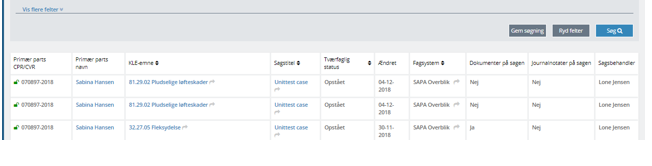 Vis flere felter
Gem søgning Ryd felter Søg
Primær parts CPR/CVR Primær parts navn KLE-emne Sagstitel Tværfaglig status Ændret Fagsystem Dokumenter på sagen Journalnotater på sagen Sagsbehandler
070897-2018 Sabina Hansen 81.29.02 Pludselige løfteskader Unittest case Opstået 04-12-2018 SAPA Overblik Nej Nej Lone Jensen
070897-2018 Sabina Hansen 81.29.02 Pludselige løfteskader Unittest case Opstået 04-12-2018 SAPA Overblik Nej Nej Lone Jensen
070897-2018 Sabina Hansen 32.27.05 Fleksydelse Unittest case Opstået 30-11-2018 SAPA Overblik Ja Nej Lone Jensen